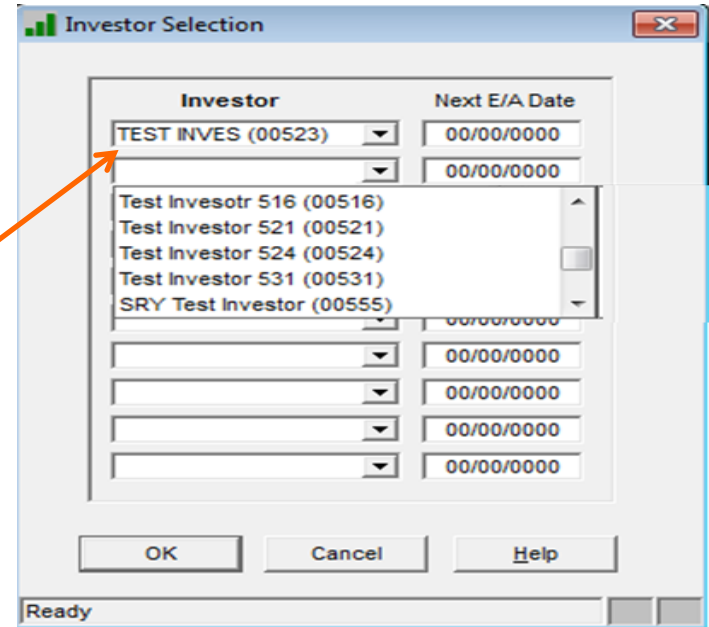 Investor Selection
Investor Next E/A Date
TEST INVES (00523) 00/00/0000
00/00/0000
Test Invesotr 516 (00516)
Test Investor 521 (00521)
Test Investor 524 (00524)
Test Investor 531 (00531)
SRY Test Investor (00555)
00/00/0000
00/00/0000
00/00/0000
00/00/0000
00/00/0000
OK Cancel Help
Ready